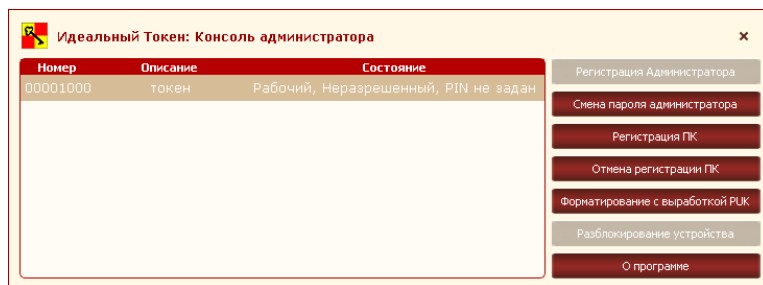 Идеальный Токен: Консоль администратора
Номер Описание Состояние
00001000 токен Рабочий, Неразрешенный, PIN не задан
Регистрация Администратора
Смена пароля администратора
Регистрация ПК
Отмена регистрации ПК
Форматирование с выработкой PUK
Разблокирование устройства
О программе